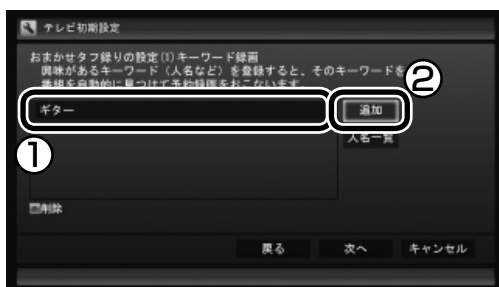 テレビ初期設定
おまかせタフ録りの設定(1)キーワード録画
興味があるキーワード（人名など）を登録すると、そのキーワードを
番組を自動的に見つけて予約録画をおこないます。
②
ギター
追加
①
人名一覧
削除
戻る 次へ キャンセル